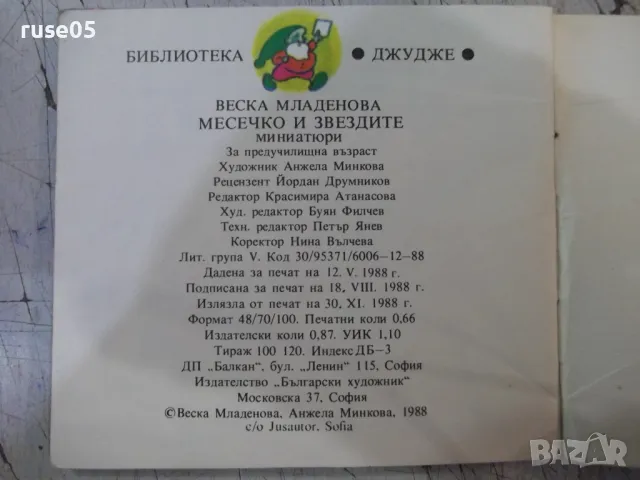 ruse05
БИБЛИОТЕКА ● ДЖУДЖЕ ●
ВЕСКА МЛАДЕНОВА
МЕСЕЧКО И ЗВЕЗДИТЕ
МИНИАТЮРИ
За предучилищна възраст
Художник Анжела Минкова
Рецензент Йордан Друмников
Редактор Красимира Атанасова
Худ. редактор Буян Филчев
Техн. редактор Петър Янев
Коректор Нина Вълчева
Лит. група V. Код 30/95371/6006—12—88
Дадена за печат на 12. V. 1988 г.
Подписана за печат на 18, VIII. 1988 г.
Излязла от печат на 30, XI. 1988 г.
Формат 48/70/100. Печатни коли 0,66
Издателски коли 0,87. УИК 1,10
Тираж 100 120. Индекс ДБ—3
ДП „Балкан“, бул. „Ленин“ 115, София
Издателство „Български художник“
Московска 37, София
©Веска Младенова, Анжела Минкова, 1988
c/o Jusautor, Sofia
bazar